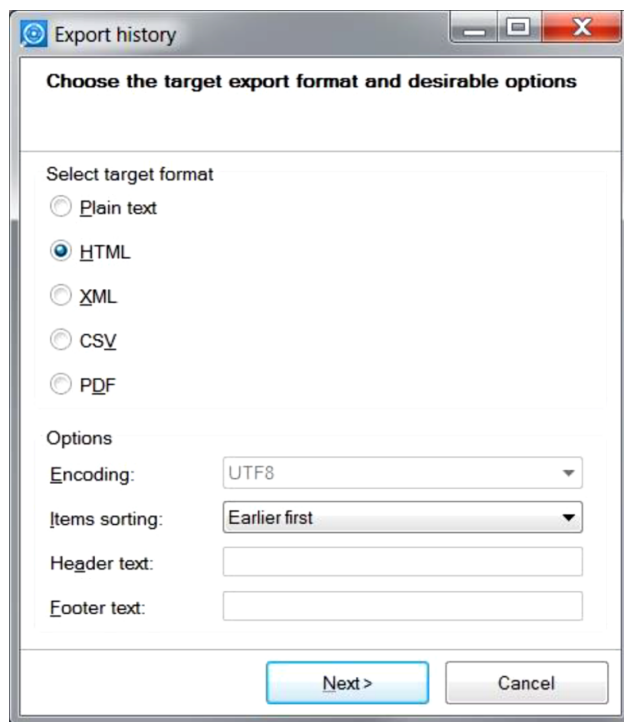 Export history
Choose the target export format and desirable options
Select target format
Plain text
HTML
XML
CSV
PDF
Options
Encoding: UTF8
Items sorting: Earlier first
Header text:
Footer text:
Next > Cancel